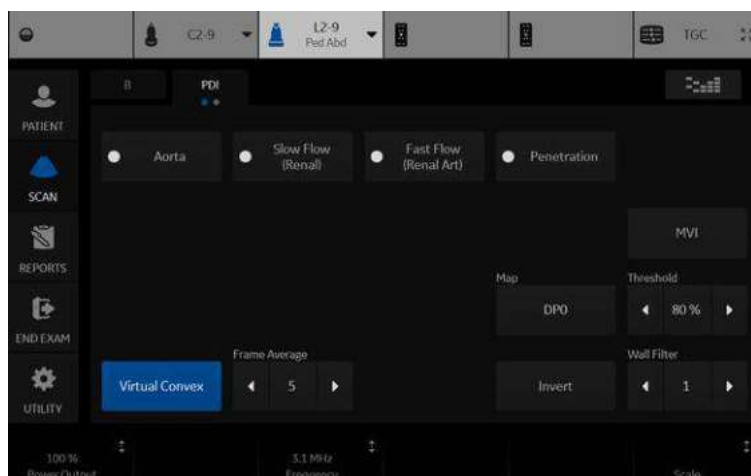 C2-9
L2-9
Ped Abd
TGC
PATIENT
SCAN
REPORTS
END EXAM
UTILITY
B
PDI
Aorta
Slow Flow
(Renal)
Fast Flow
(Renal Art)
Penetration
MVI
Map
DP0
Threshold
80 %
Virtual Convex
Frame Average
5
Invert
Wall Filter
1
100 %
Power Output
3.1 MHz
Frequency
Scale